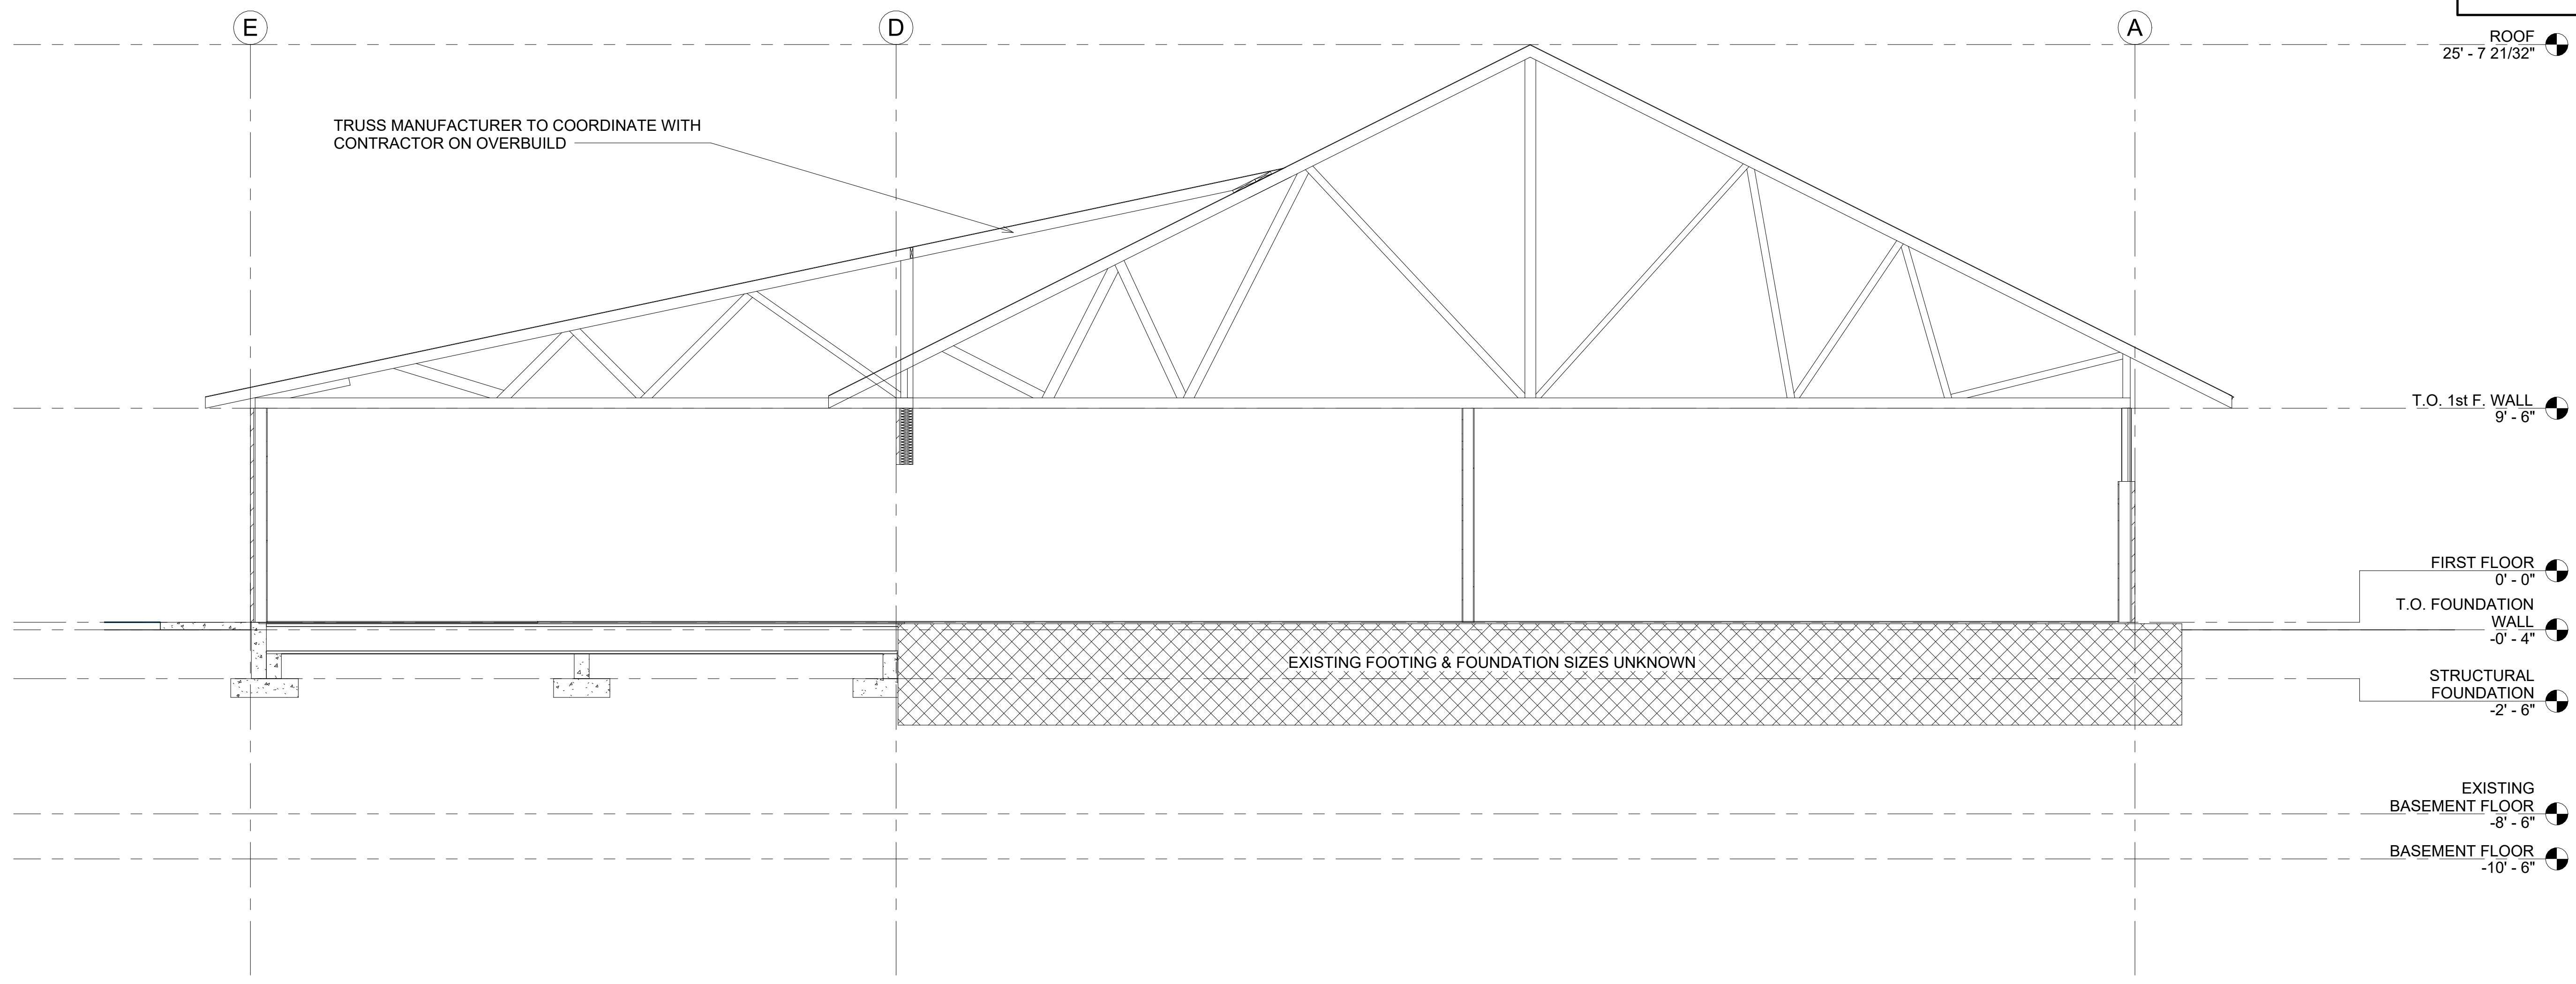 E
D
A
ROOF
25' - 7 21/32"
TRUSS MANUFACTURER TO COORDINATE WITH
CONTRACTOR ON OVERBUILD
T.O. 1st F. WALL
9' - 6"
FIRST FLOOR
0' - 0"
T.O. FOUNDATION
WALL
-0' - 4"
EXISTING FOOTING & FOUNDATION SIZES UNKNOWN
STRUCTURAL
FOUNDATION
-2' - 6"
EXISTING
BASEMENT FLOOR
-8' - 6"
BASEMENT FLOOR
-10' - 6"